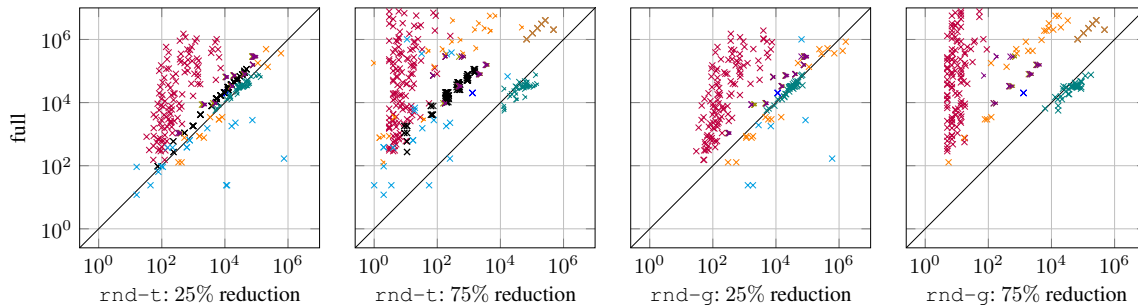 10^6
10^4
10^2
10^0
full
10^0 10^2 10^4 10^6
10^0 10^2 10^4 10^6
10^0 10^2 10^4 10^6
10^0 10^2 10^4 10^6
rnd-t: 25% reduction
rnd-t: 75% reduction
rnd-g: 25% reduction
rnd-g: 75% reduction